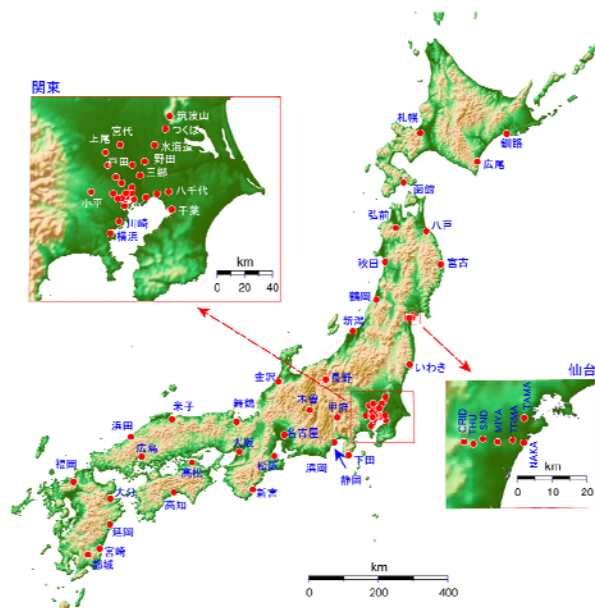 関東
筑波山
つくば
宮代
上尾
水海道
戸田
野田
三郷
八千代
小平
千葉
川崎
横浜
km
0 20 40
札幌
釧路
広尾
函館
弘前
八戸
秋田
宮古
鶴岡
新潟
いわき
仙台
金沢
長野
木曽
甲府
米子
舞鶴
浜田
名古屋
広島
大阪
下田
松阪
浜岡
静岡
高松
福岡
大分
高知
新宮
延岡
宮崎
都城
CRID
THU
SND
MIYA
TFMA
TAMA
NAKA
km
0 10 20
km
0 200 400